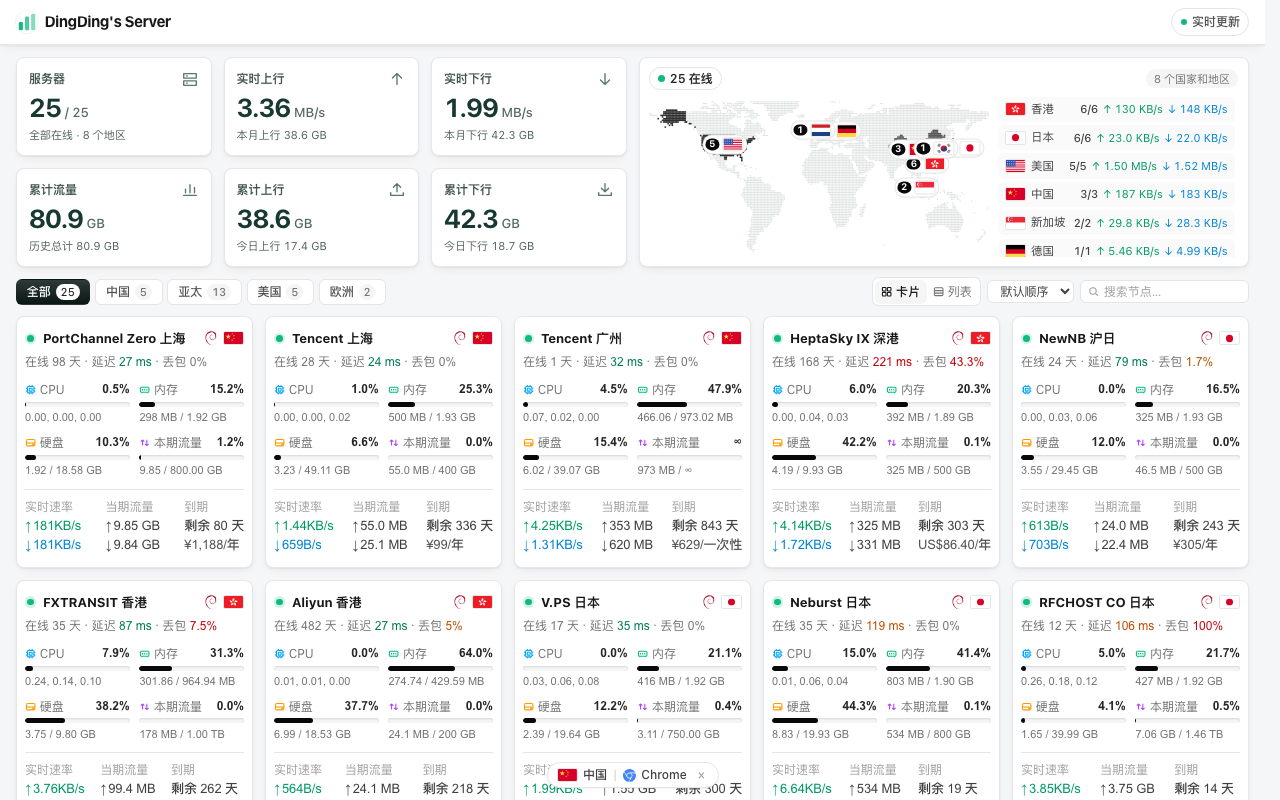 DingDing's Server
实时更新
服务器
25 / 25
全部在线 · 8 个地区
实时上行
3.36 MB/s
本月上行 38.6 GB
实时下行
1.99 MB/s
本月下行 42.3 GB
累计流量
80.9 GB
历史总计 80.9 GB
累计上行
38.6 GB
今日上行 17.4 GB
累计下行
42.3 GB
今日下行 18.7 GB
25 在线
8 个国家和地区
5
1
3
1
6
2
香港 6/6 ↑ 130 KB/s ↓ 148 KB/s
日本 6/6 ↑ 23.0 KB/s ↓ 22.0 KB/s
美国 5/5 ↑ 1.50 MB/s ↓ 1.52 MB/s
中国 3/3 ↑ 187 KB/s ↓ 183 KB/s
新加坡 2/2 ↑ 29.8 KB/s ↓ 28.3 KB/s
德国 1/1 ↑ 5.46 KB/s ↓ 4.99 KB/s
全部 25 中国 5 亚太 13 美国 5 欧洲 2
卡片 列表 默认顺序 搜索节点...
PortChannel Zero 上海
在线 98 天 · 延迟 27 ms · 丢包 0%
CPU 0.5% 内存 15.2%
0.00, 0.00, 0.00 298 MB / 1.92 GB
硬盘 10.3% 本期流量 1.2%
1.92 / 18.58 GB 9.85 / 800.00 GB
实时速率 当期流量 到期
↑181KB/s ↑9.85 GB 剩余 80 天
↓181KB/s ↓9.84 GB ¥1,188/年
Tencent 上海
在线 28 天 · 延迟 24 ms · 丢包 0%
CPU 1.0% 内存 25.3%
0.00, 0.00, 0.02 500 MB / 1.93 GB
硬盘 6.6% 本期流量 0.0%
3.23 / 49.11 GB 55.0 MB / 400 GB
实时速率 当期流量 到期
↑1.44KB/s ↑55.0 MB 剩余 336 天
↓659B/s ↓25.1 MB ¥99/年
Tencent 广州
在线 1 天 · 延迟 32 ms · 丢包 0%
CPU 4.5% 内存 47.9%
0.07, 0.02, 0.00 466.06 / 973.02 MB
硬盘 15.4% 本期流量 ∞
6.02 / 39.07 GB 973 MB / ∞
实时速率 当期流量 到期
↑4.25KB/s ↑353 MB 剩余 843 天
↓1.31KB/s ↓620 MB ¥629/一次性
HeptaSky IX 深港
在线 168 天 · 延迟 221 ms · 丢包 43.3%
CPU 6.0% 内存 20.3%
0.00, 0.04, 0.03 392 MB / 1.89 GB
硬盘 42.2% 本期流量 0.1%
4.19 / 9.93 GB 325 MB / 500 GB
实时速率 当期流量 到期
↑4.14KB/s ↑325 MB 剩余 303 天
↓1.72KB/s ↓331 MB US$86.40/年
NewNB 沪日
在线 24 天 · 延迟 79 ms · 丢包 1.7%
CPU 0.0% 内存 16.5%
0.00, 0.03, 0.06 325 MB / 1.93 GB
硬盘 12.0% 本期流量 0.0%
3.55 / 29.45 GB 46.5 MB / 500 GB
实时速率 当期流量 到期
↑613B/s ↑24.0 MB 剩余 243 天
↓703B/s ↓22.4 MB ¥305/年
FXTRANSIT 香港
在线 35 天 · 延迟 87 ms · 丢包 7.5%
CPU 7.9% 内存 31.3%
0.24, 0.14, 0.10 301.86 / 964.94 MB
硬盘 38.2% 本期流量 0.0%
3.75 / 9.80 GB 178 MB / 1.00 TB
实时速率 当期流量 到期
↑3.76KB/s ↑99.4 MB 剩余 262 天
Aliyun 香港
在线 482 天 · 延迟 27 ms · 丢包 5%
CPU 0.0% 内存 64.0%
0.01, 0.01, 0.00 274.74 / 429.59 MB
硬盘 37.7% 本期流量 0.0%
6.99 / 18.53 GB 24.1 MB / 200 GB
实时速率 当期流量 到期
↑564B/s ↑24.1 MB 剩余 218 天
V.PS 日本
在线 17 天 · 延迟 35 ms · 丢包 0%
CPU 0.0% 内存 21.1%
0.03, 0.06, 0.08 416 MB / 1.92 GB
硬盘 12.2% 本期流量 0.4%
2.39 / 19.64 GB 3.11 / 750.00 GB
↑1.99KB/s ↑1.55 GB 剩余 300 天
Neburst 日本
在线 35 天 · 延迟 119 ms · 丢包 0%
CPU 15.0% 内存 41.4%
0.01, 0.06, 0.04 803 MB / 1.90 GB
硬盘 44.3% 本期流量 0.1%
8.83 / 19.93 GB 534 MB / 800 GB
实时速率 当期流量 到期
↑6.64KB/s ↑534 MB 剩余 19 天
RFCHOST CO 日本
在线 12 天 · 延迟 106 ms · 丢包 100%
CPU 5.0% 内存 21.7%
0.26, 0.18, 0.12 427 MB / 1.92 GB
硬盘 4.1% 本期流量 0.5%
1.65 / 39.99 GB 7.06 GB / 1.46 TB
实时速率 当期流量 到期
↑3.85KB/s ↑3.75 GB 剩余 14 天
中国 | Chrome ×